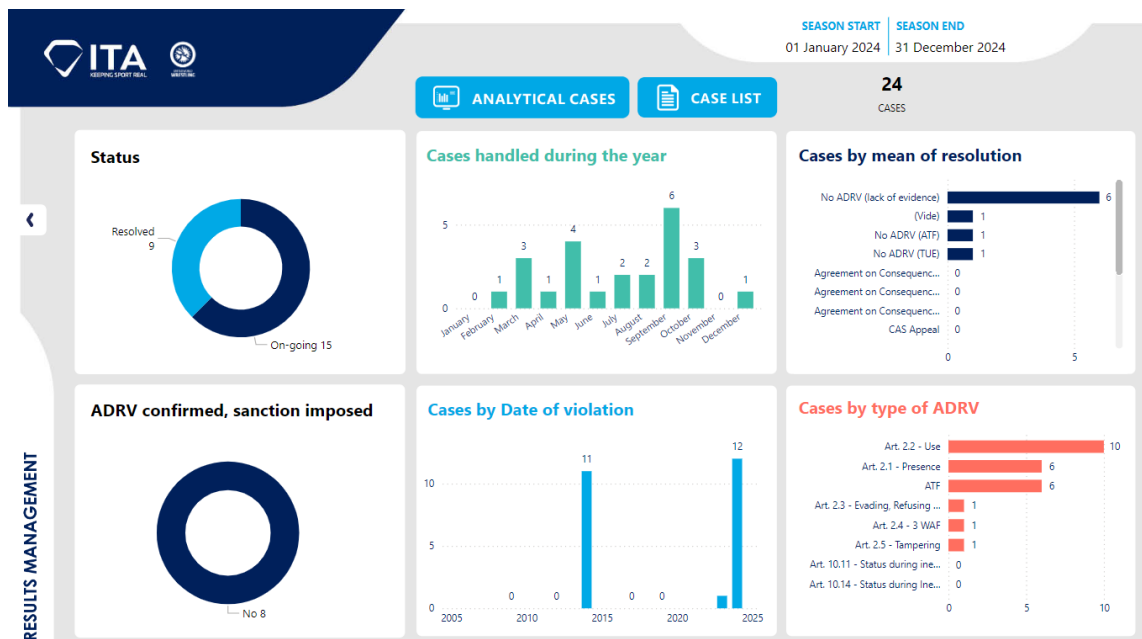 ITA
KEEPING SPORT REAL
SEASON START
SEASON END
01 January 2024
31 December 2024
ANALYTICAL CASES
CASE LIST
24
CASES
RESULTS MANAGEMENT
Status
Resolved
9
On-going 15
Cases handled during the year
5
0
0
1
3
1
4
1
2
2
6
3
0
1
January
February
March
April
May
June
July
August
September
October
November
December
Cases by mean of resolution
No ADRV (lack of evidence)
6
(Vide)
1
No ADRV (ATF)
1
No ADRV (TUE)
1
Agreement on Consequenc...
0
Agreement on Consequenc...
0
Agreement on Consequenc...
0
CAS Appeal
0
0
5
ADRV confirmed, sanction imposed
No 8
Cases by Date of violation
10
5
0
0
0
11
0
0
12
2005
2010
2015
2020
2025
Cases by type of ADRV
Art. 2.2 - Use
10
Art. 2.1 - Presence
6
ATF
6
Art. 2.3 - Evading, Refusing ...
1
Art. 2.4 - 3 WAF
1
Art. 2.5 - Tampering
1
Art. 10.11 - Status during ine...
0
Art. 10.14 - Status during Ine...
0
0
5
10